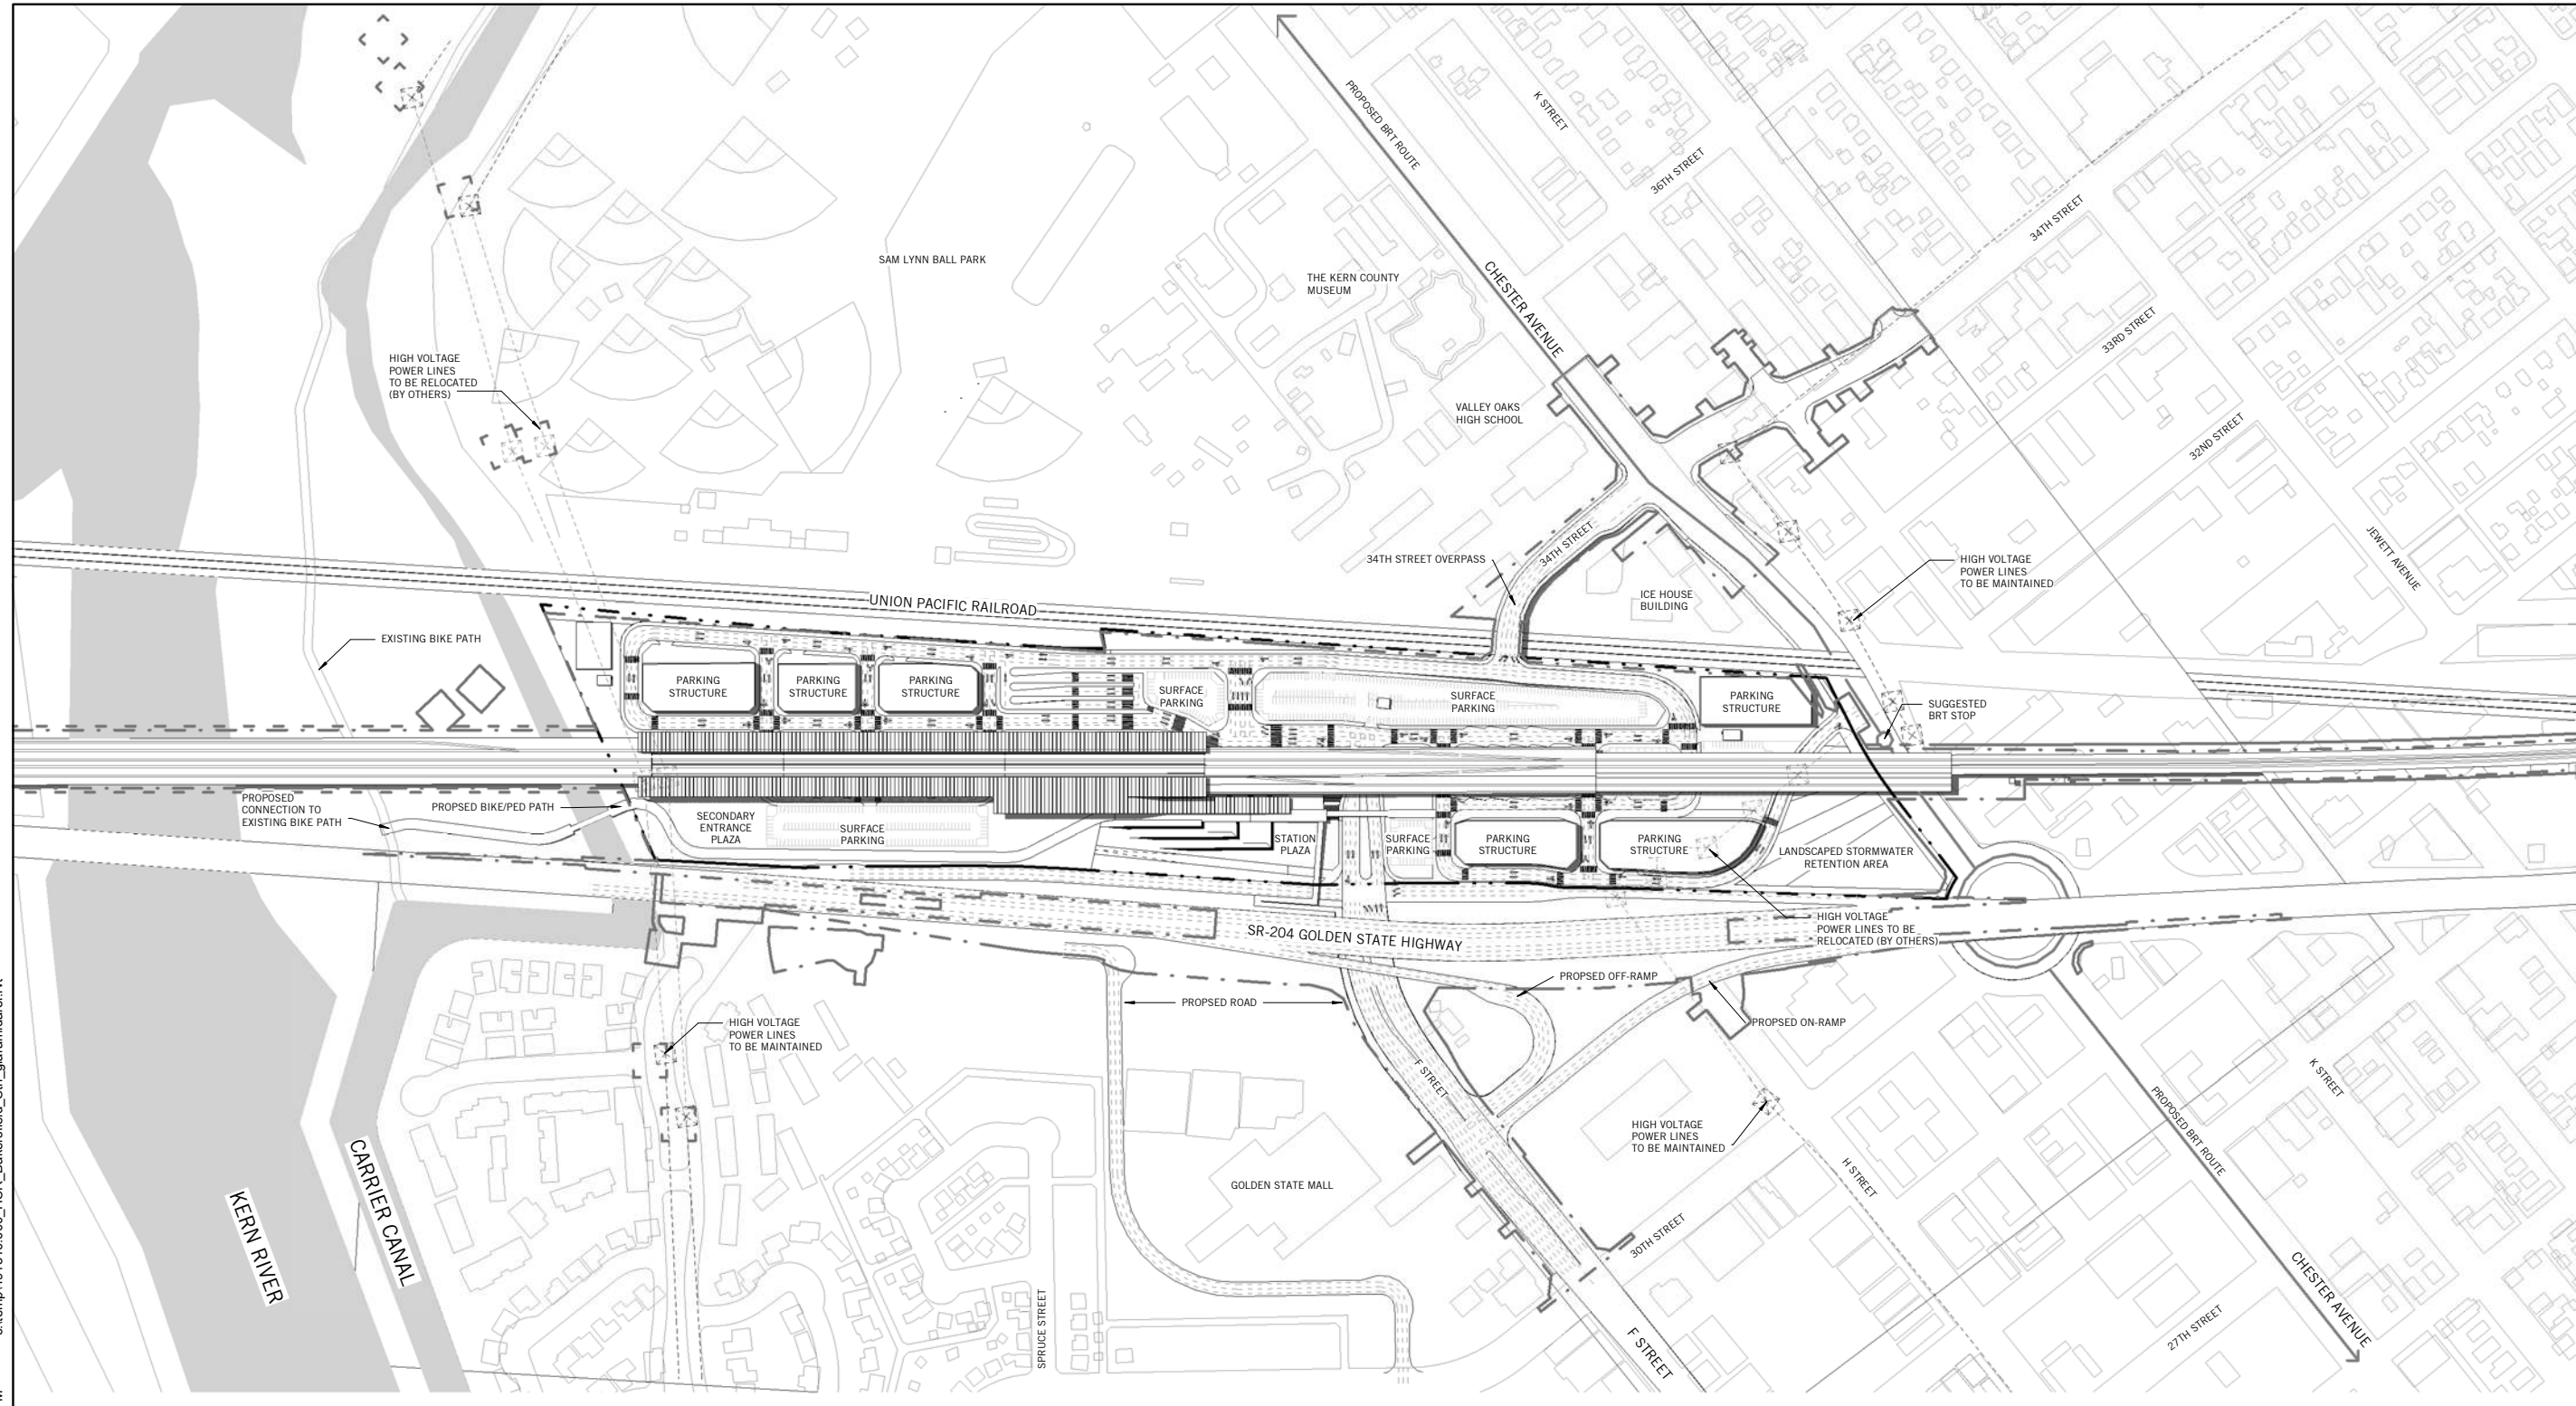 PROPOSED BRT ROUTE
K STREET
36TH STREET
34TH STREET
SAM LYNN BALL PARK
THE KERN COUNTY
MUSEUM
CHESTER AVENUE
33RD STREET
HIGH VOLTAGE
POWER LINES
TO BE RELOCATED
(BY OTHERS)
VALLEY OAKS
HIGH SCHOOL
32ND STREET
JEWETT AVENUE
34TH STREET OVERPASS
34TH STREET
HIGH VOLTAGE
POWER LINES
TO BE MAINTAINED
ICE HOUSE
BUILDING
UNION PACIFIC RAILROAD
EXISTING BIKE PATH
PARKING
STRUCTURE
PARKING
STRUCTURE
PARKING
STRUCTURE
SURFACE
PARKING
SURFACE
PARKING
PARKING
STRUCTURE
SUGGESTED
BRT STOP
PROPOSED
CONNECTION TO
EXISTING BIKE PATH
PROPSED BIKE/PED PATH
SECONDARY
ENTRANCE
PLAZA
SURFACE
PARKING
STATION
PLAZA
SURFACE
PARKING
PARKING
STRUCTURE
PARKING
STRUCTURE
LANDSCAPED STORMWATER
RETENTION AREA
HIGH VOLTAGE
POWER LINES TO BE
RELOCATED (BY OTHERS)
SR-204 GOLDEN STATE HIGHWAY
PROPSED OFF-RAMP
PROPSED ROAD
PROPSED ON-RAMP
HIGH VOLTAGE
POWER LINES
TO BE MAINTAINED
F STREET
K STREET
PROPOSED BRT ROUTE
HIGH VOLTAGE
POWER LINES
TO BE MAINTAINED
H STREET
GOLDEN STATE MALL
KERN RIVER
CARRIER CANAL
30TH STREET
SPRUCE STREET
F STREET
27TH STREET
CHESTER AVENUE